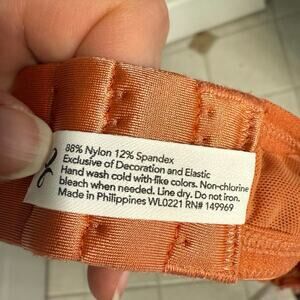 88% Nylon 12% Spandex
Exclusive of Decoration and Elastic
Hand wash cold with like colors. Non-chlorine
bleach when needed. Line dry. Do not iron.
Made in Philippines WL0221 RN# 149969